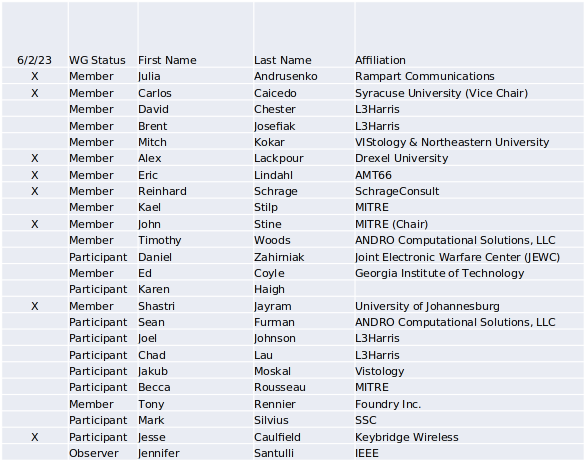 6/2/23 WG Status First Name Last Name Affiliation
X Member Julia Andrusenko Rampart Communications
X Member Carlos Caicedo Syracuse University (Vice Chair)
Member David Chester L3Harris
Member Brent Josefiak L3Harris
Member Mitch Kokar VIStology & Northeastern University
X Member Alex Lackpour Drexel University
X Member Eric Lindahl AMT66
X Member Reinhard Schrage SchrageConsult
Member Kael Stilp MITRE
X Member John Stine MITRE (Chair)
Member Timothy Woods ANDRO Computational Solutions, LLC
Participant Daniel Zahirniak Joint Electronic Warfare Center (JEWC)
Member Ed Coyle Georgia Institute of Technology
Participant Karen Haigh
X Member Shastri Jayram University of Johannesburg
Participant Sean Furman ANDRO Computational Solutions, LLC
Participant Joel Johnson L3Harris
Participant Chad Lau L3Harris
Participant Jakub Moskal Vistology
Participant Becca Rousseau MITRE
Member Tony Rennier Foundry Inc.
Participant Mark Silvius SSC
X Participant Jesse Caulfield Keybridge Wireless
Observer Jennifer Santulli IEEE